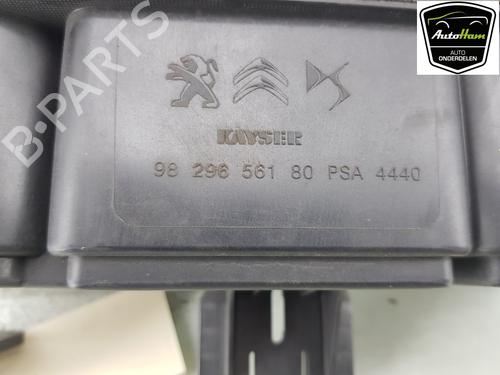 AutoHam
AUTO
ONDERDELEN
B-PARTS
KAYSER
98 296 561 80 PSA 4440